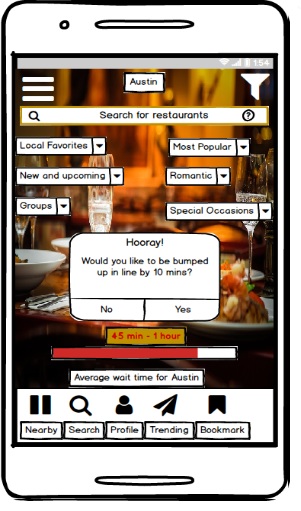 1:54
Austin
Search for restaurants
Local Favorites
Most Popular
New and upcoming
Romantic
Groups
Special Occasions
Hooray!
Would you like to be bumped
up in line by 10 mins?
No
Yes
45 min - 1 hour
Average wait time for Austin
Nearby
Search
Profile
Trending
Bookmark